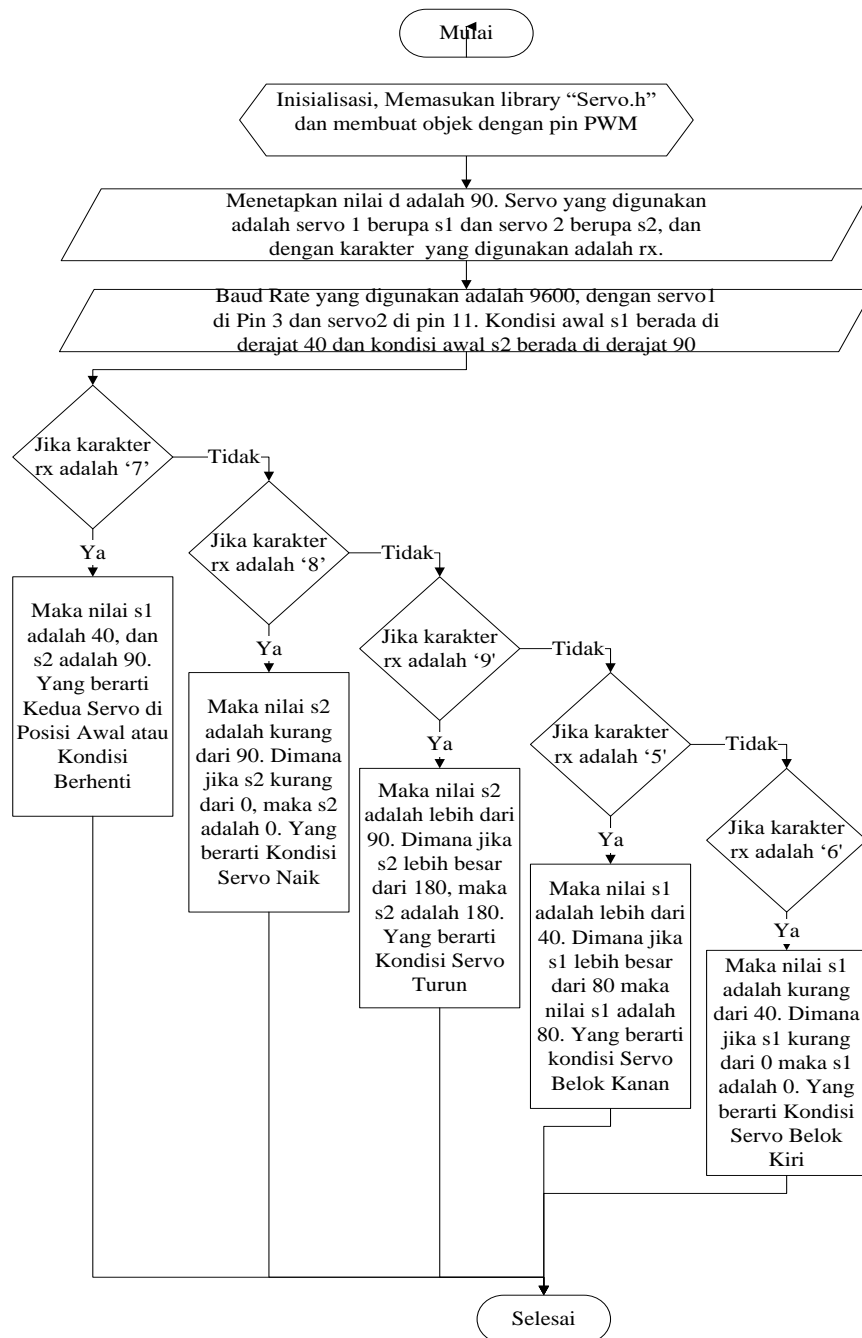 Mulai
Inisialisasi, Memasukan library “Servo.h”
dan membuat objek dengan pin PWM
Menetapkan nilai d adalah 90. Servo yang digunakan
adalah servo 1 berupa s1 dan servo 2 berupa s2, dan
dengan karakter yang digunakan adalah rx.
Baud Rate yang digunakan adalah 9600, dengan servo1
di Pin 3 dan servo2 di pin 11. Kondisi awal s1 berada di
derajat 40 dan kondisi awal s2 berada di derajat 90
Jika karakter
rx adalah ‘7’
Tidak
Ya
Maka nilai s1
adalah 40, dan
s2 adalah 90.
Yang berarti
Kedua Servo di
Posisi Awal atau
Kondisi
Berhenti
Jika karakter
rx adalah ‘8’
Tidak
Ya
Maka nilai s2
adalah kurang
dari 90. Dimana
jika s2 kurang
dari 0, maka s2
adalah 0. Yang
berarti Kondisi
Servo Naik
Jika karakter
rx adalah ‘9'
Tidak
Ya
Maka nilai s2
adalah lebih dari
90. Dimana jika
s2 lebih besar
dari 180, maka
s2 adalah 180.
Yang berarti
Kondisi Servo
Turun
Jika karakter
rx adalah ‘5'
Tidak
Ya
Maka nilai s1
adalah lebih dari
40. Dimana jika
s1 lebih besar
dari 80 maka
nilai s1 adalah
80. Yang berarti
kondisi Servo
Belok Kanan
Jika karakter
rx adalah ‘6'
Ya
Maka nilai s1
adalah kurang
dari 40. Dimana
jika s1 kurang
dari 0 maka s1
adalah 0. Yang
berarti Kondisi
Servo Belok
Kiri
Selesai